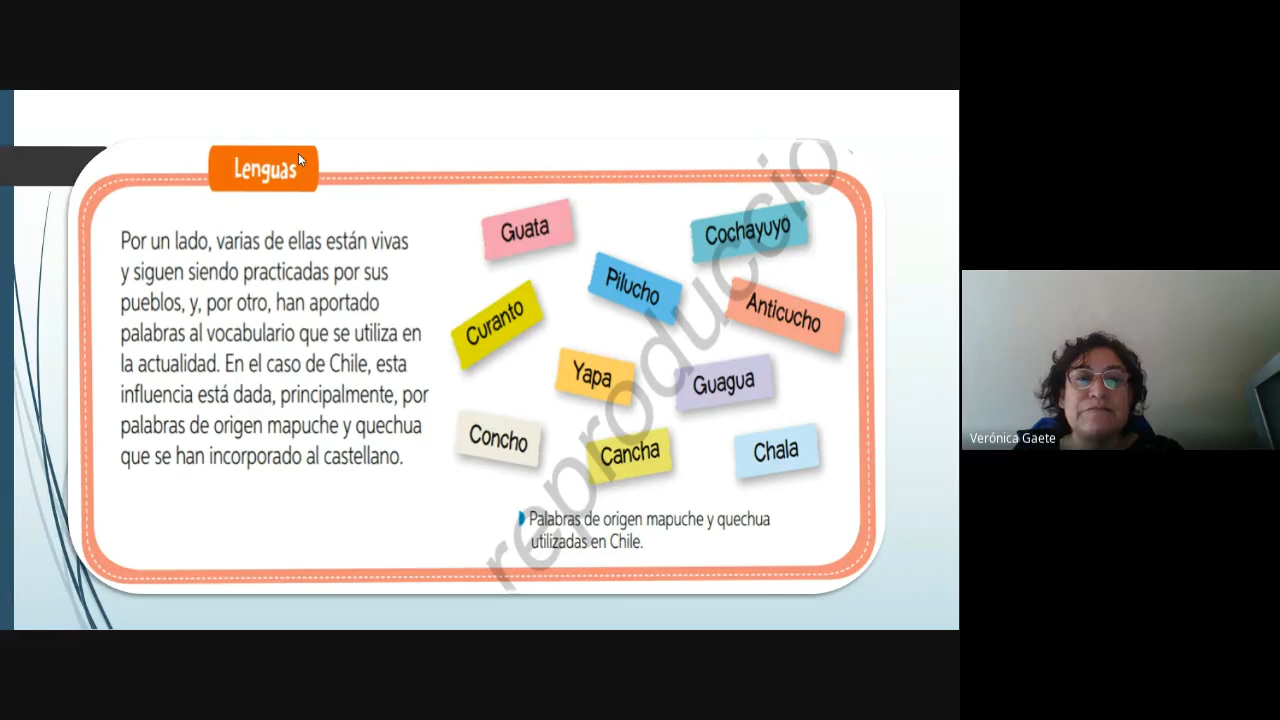 Lenguas
Por un lado, varias de ellas están vivas
y siguen siendo practicadas por sus
pueblos, y, por otro, han aportado
palabras al vocabulario que se utiliza en
la actualidad. En el caso de Chile, esta
influencia está dada, principalmente, por
palabras de origen mapuche y quechua
que se han incorporado al castellano.
Guata
Cochayuyo
Pilucho
Curanto
Anticucho
Yapa
Guagua
Concho
Cancha
Chala
Palabras de origen mapuche y quechua
utilizadas en Chile.
reproducció
Verónica Gaete